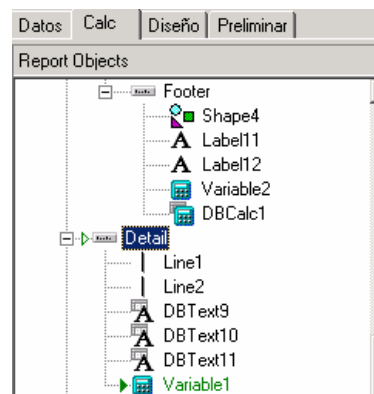 Datos Calc Diseño Preliminar
Report Objects
Footer
Shape4
Label11
Label12
Variable2
DBCalc1
Detail
Line1
Line2
DBText9
DBText10
DBText11
Variable1